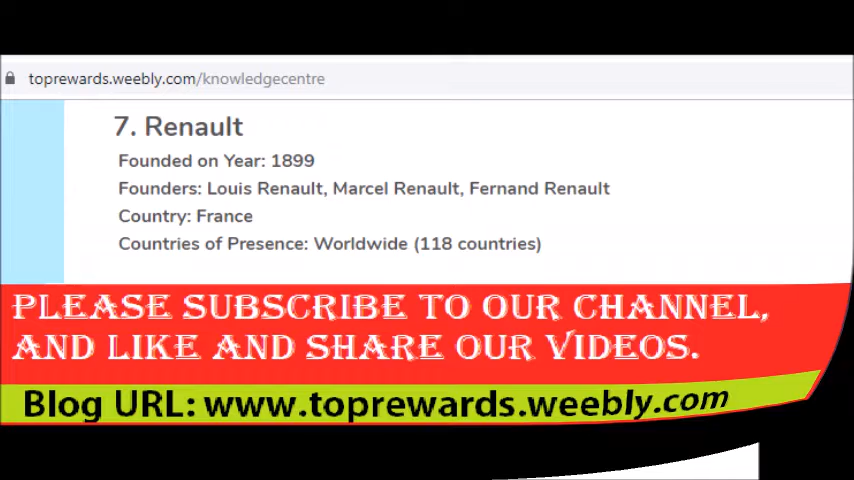 toprewards.weebly.com/knowledgecentre
7. Renault
Founded on Year: 1899
Founders: Louis Renault, Marcel Renault, Fernand Renault
Country: France
Countries of Presence: Worldwide (118 countries)
PLEASE SUBSCRIBE TO OUR CHANNEL,
AND LIKE AND SHARE OUR VIDEOS.
Blog URL: www.toprewards.weebly.com